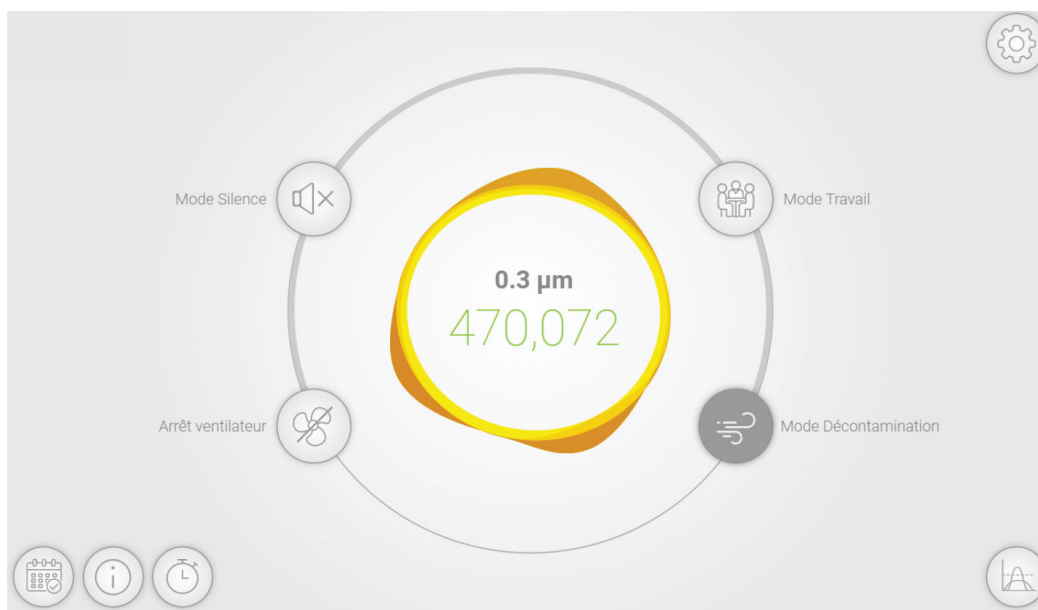 Mode Silence
Mode Travail
0.3 µm
470,072
Arrêt ventilateur
Mode Décontamination